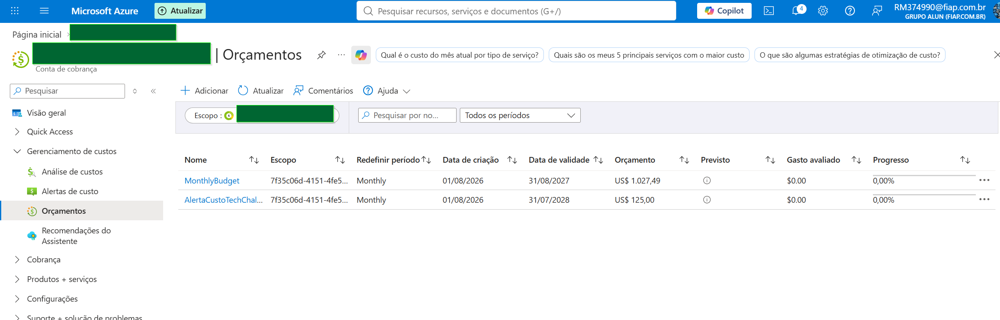 Microsoft Azure
Atualizar
Pesquisar recursos, serviços e documentos (G+/)
Copilot
4
RM374990@fiap.com.br
GRUPO ALUN (FIAP.COM.BR)
Página inicial
| Orçamentos
Qual é o custo do mês atual por tipo de serviço?
Quais são os meus 5 principais serviços com o maior custo
O que são algumas estratégias de otimização de custo?
Conta de cobrança
Pesquisar
Adicionar
Atualizar
Comentários
Ajuda
Visão geral
Quick Access
Gerenciamento de custos
Análise de custos
Alertas de custo
Orçamentos
Recomendações do
Assistente
Cobrança
Produtos + serviços
Configurações
Suporte + solução de problemas
Escopo :
Pesquisar por no...
Todos os períodos
Nome Escopo Redefinir período Data de criação Data de validade Orçamento Previsto Gasto avaliado Progresso
MonthlyBudget 7f35c06d-4151-4fe5... Monthly 01/08/2026 31/08/2027 US$ 1.027,49 $0.00 0,00%
AlertaCustoTechChal... 7f35c06d-4151-4fe5... Monthly 01/08/2026 31/07/2028 US$ 125,00 $0.00 0,00%